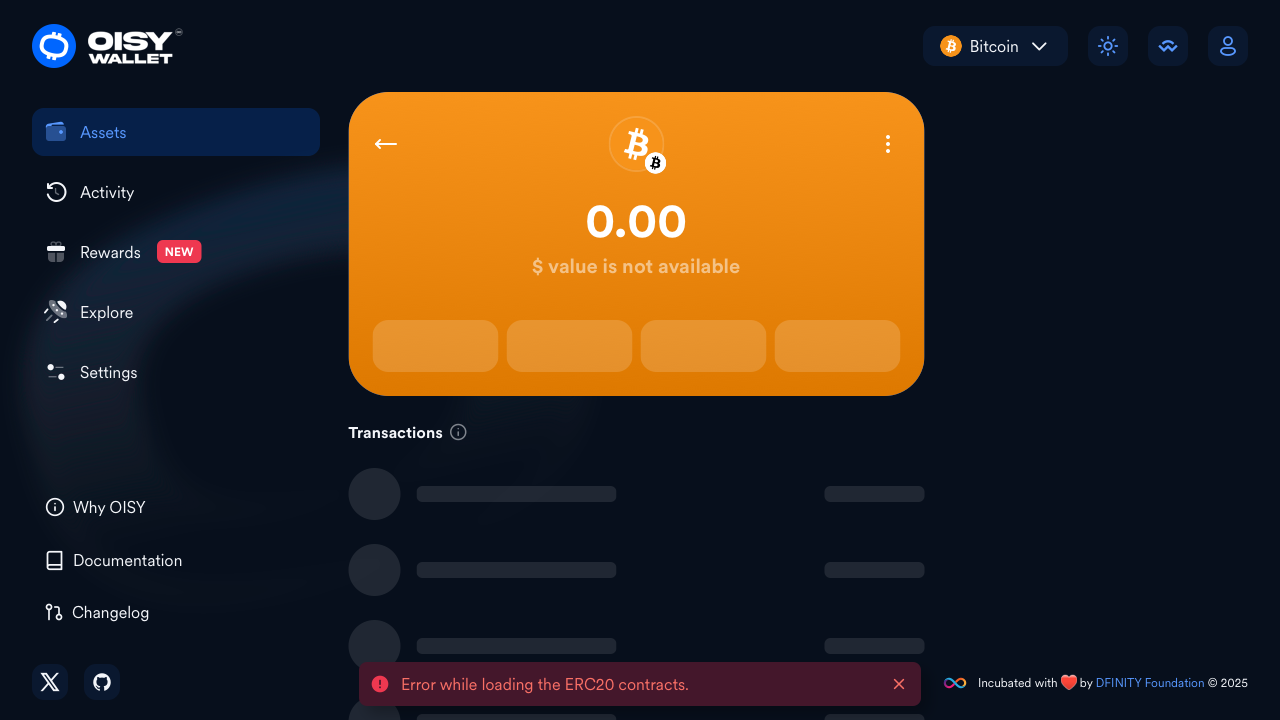 OISY
WALLET
Bitcoin
Assets
Activity
Rewards NEW
Explore
Settings
Why OISY
Documentation
Changelog
0.00
$ value is not available
Transactions
Error while loading the ERC20 contracts.
Incubated with ❤️ by DFINITY Foundation © 2025